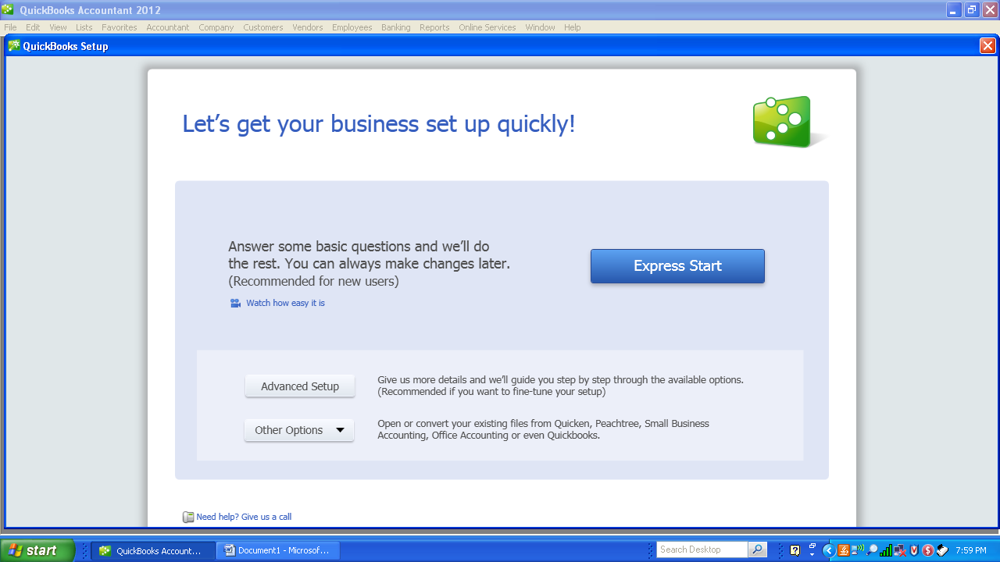 QuickBooks Accountant 2012
File Edit View Lists Favorites Accountant Company Customers Vendors Employees Banking Reports Online Services Window Help
QuickBooks Setup
Let's get your business set up quickly!
Answer some basic questions and we'll do
the rest. You can always make changes later.
(Recommended for new users)
Express Start
Watch how easy it is
Advanced Setup
Give us more details and we'll guide you step by step through the available options.
(Recommended if you want to fine-tune your setup)
Other Options
Open or convert your existing files from Quicken, Peachtree, Small Business
Accounting, Office Accounting or even Quickbooks.
Need help? Give us a call
start QuickBooks Account... Document1 - Microsof... Search Desktop 7:59 PM